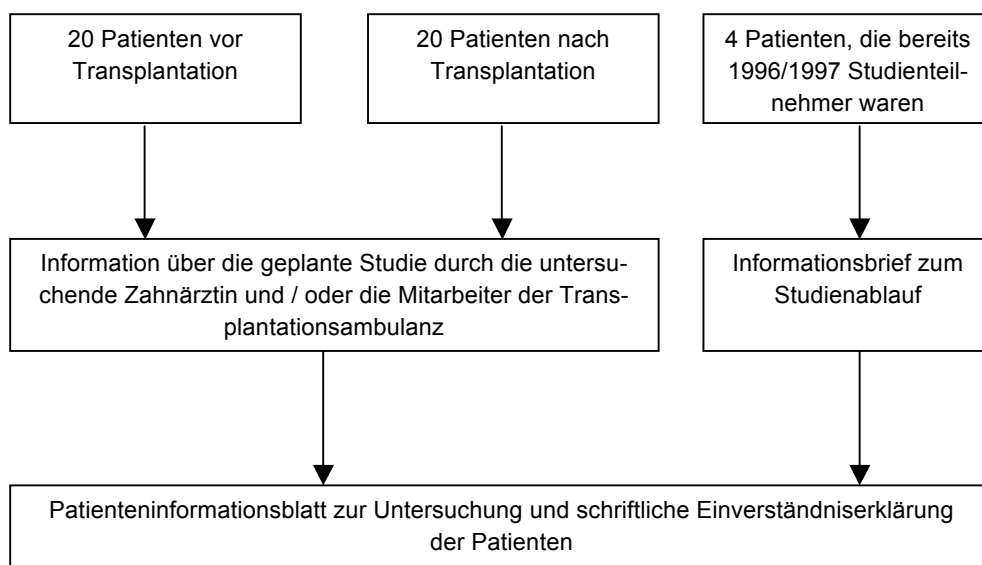 20 Patienten vor
Transplantation
20 Patienten nach
Transplantation
4 Patienten, die bereits
1996/1997 Studienteil-
nehmer waren
Information über die geplante Studie durch die untersu-
chende Zahnärztin und / oder die Mitarbeiter der Trans-
plantationsambulanz
Informationsbrief zum
Studienablauf
Patienteninformationsblatt zur Untersuchung und schriftliche Einverständniserklärung
der Patienten